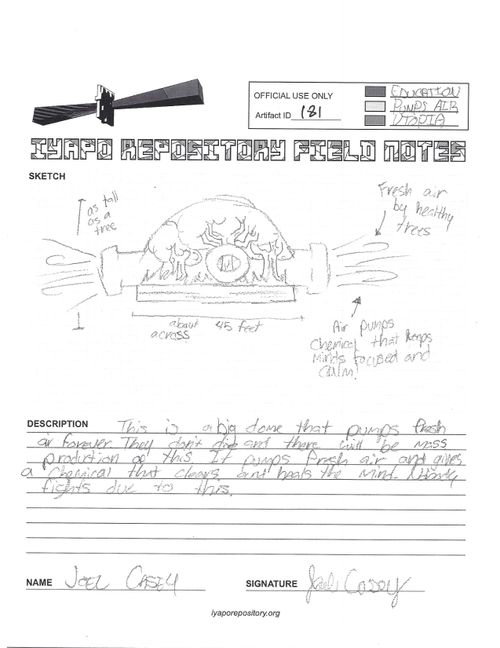 OFFICIAL USE ONLY
Artifact ID 181
EDUCATION
PUMPS AIR
UTOPIA
IYAPO REPOSITORY FIELD NOTES
SKETCH
as tall
as a
tree
Fresh air
by healthy
trees
about 45 feet
across
Air pumps
chemical that keeps
minds focused and
calm!
DESCRIPTION
This is a big dome that pumps fresh
air forever They don't die and there will be mass
production of this It pumps fresh air and gives
a chemical that clears and heals the mind. Nobody
fights due to this.
NAME JOEL CASEY
SIGNATURE Joel Casey
iyaporepository.org